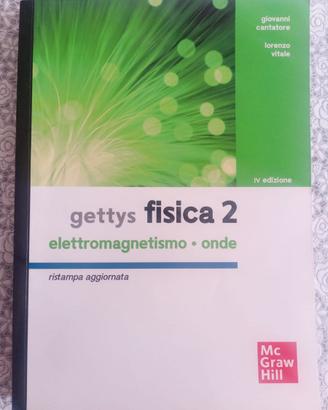 giovanni
cantatore
lorenzo
vitale
IV edizione
gettys fisica 2
elettromagnetismo • onde
ristampa aggiornata
Mc
Graw
Hill